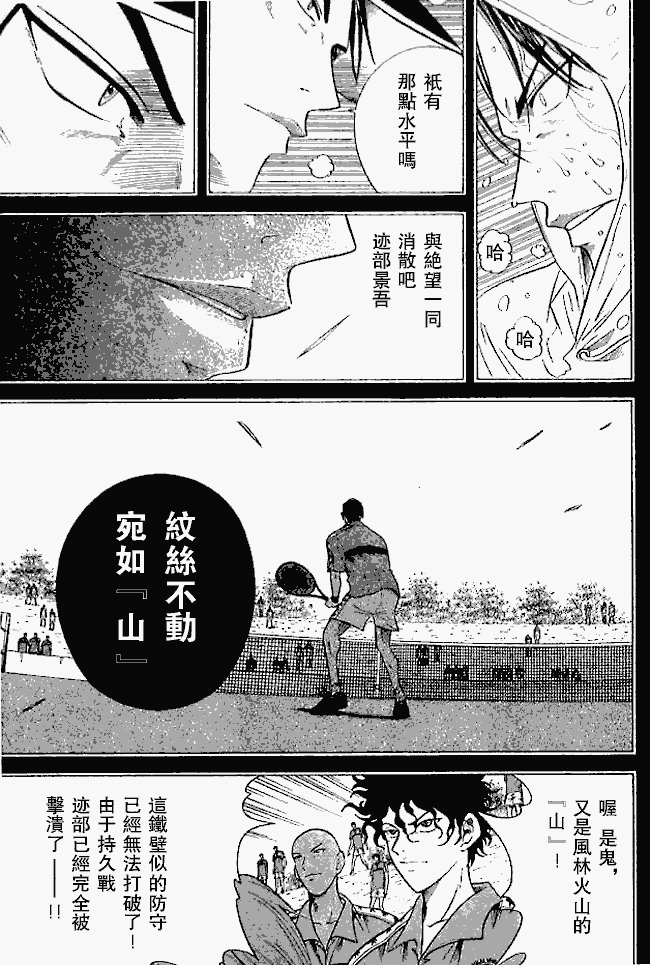 哈
哈
衹有
那點水平嗎
與絕望一同
消散吧
迹部景吾
紋絲不動
宛如『山』
喔 是鬼,
又是風林火山的
『山』!
這鐵壁似的防守
已經無法打破了!
由于持久戰
迹部已經完全被
擊潰了——!!